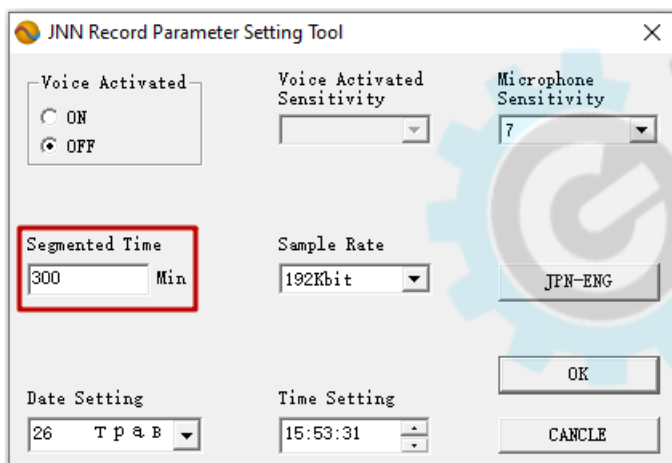 JNN Record Parameter Setting Tool
Voice Activated
ON
OFF
Voice Activated
Sensitivity
Microphone
Sensitivity
7
Segmented Time
300 Min
Sample Rate
192Kbit
JPN-ENG
OK
Date Setting
26 трав
Time Setting
15:53:31
CANCLE